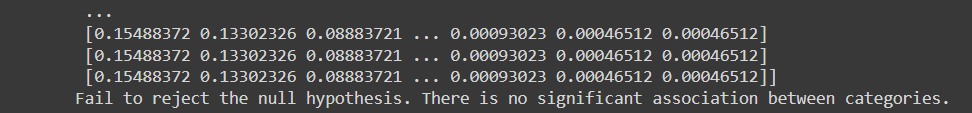 ...
[0.15488372 0.13302326 0.08883721 ... 0.00093023 0.00046512 0.00046512]
[0.15488372 0.13302326 0.08883721 ... 0.00093023 0.00046512 0.00046512]
[0.15488372 0.13302326 0.08883721 ... 0.00093023 0.00046512 0.00046512]]
Fail to reject the null hypothesis. There is no significant association between categories.